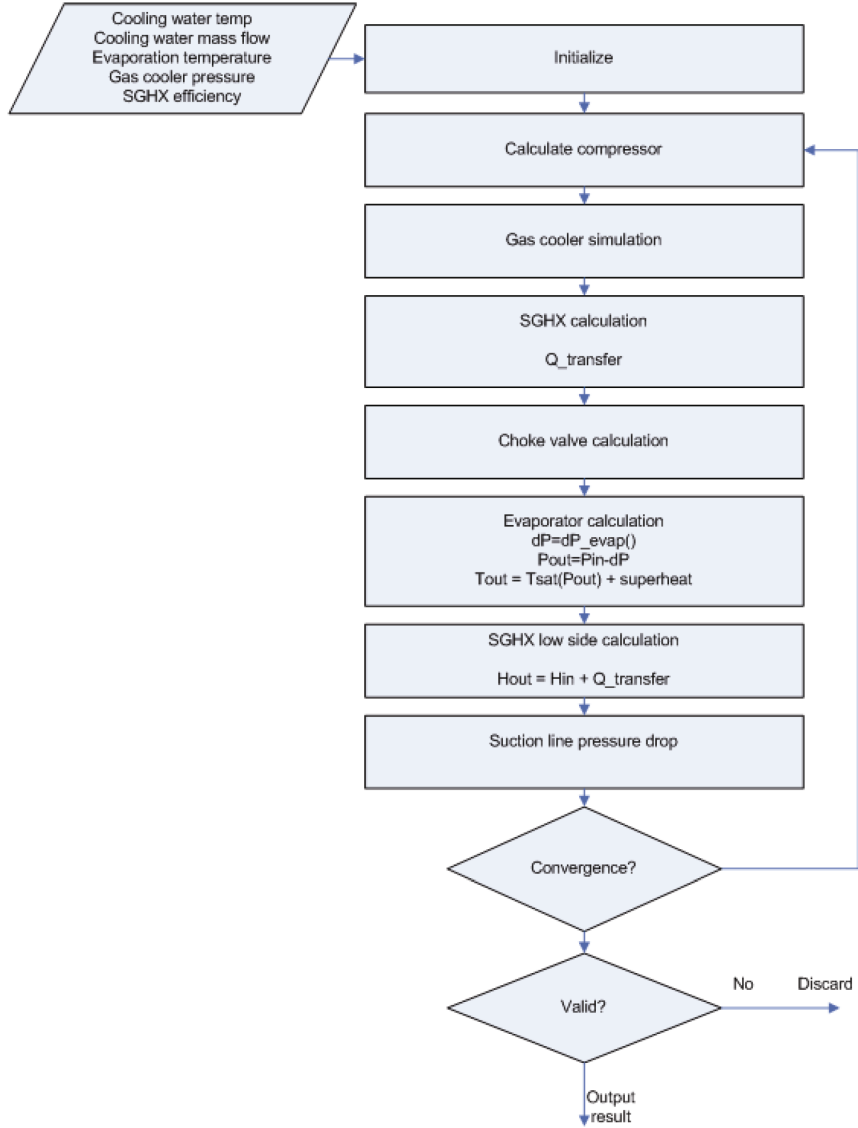 Cooling water temp
Cooling water mass flow
Evaporation temperature
Gas cooler pressure
SGHX efficiency
Initialize
Calculate compressor
Gas cooler simulation
SGHX calculation
Q_transfer
Choke valve calculation
Evaporator calculation
dP=dP_evap()
Pout=Pin-dP
Tout = Tsat(Pout) + superheat
SGHX low side calculation
Hout = Hin + Q_transfer
Suction line pressure drop
Convergence?
Valid?
No
Discard
Output
result